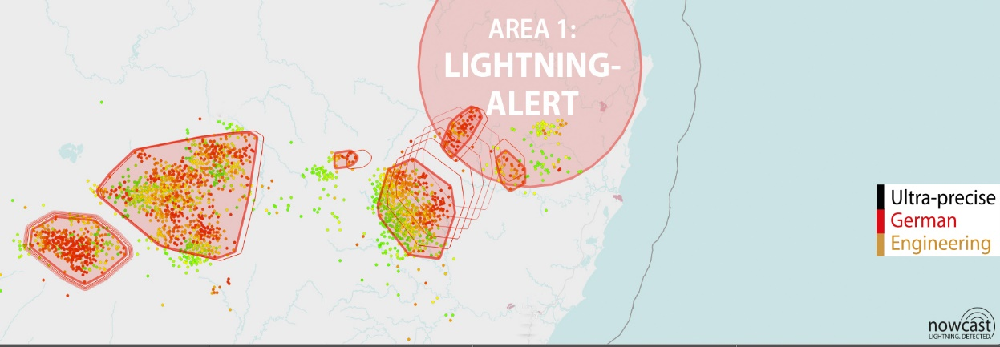 AREA 1:
LIGHTNING-
ALERT
Ultra-precise
German
Engineering
nowcast
LIGHTNING. DETECTED.